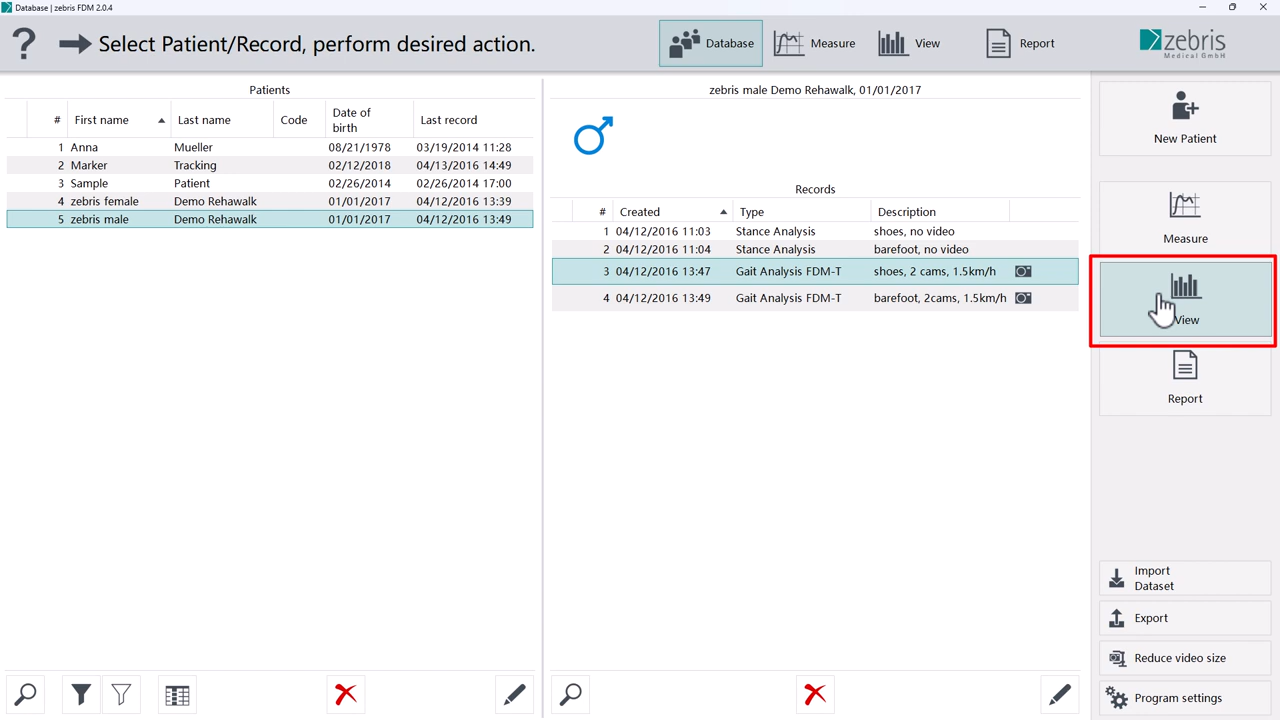 Database | zebris FDM 2.0.4
? Select Patient/Record, perform desired action.
Database
Measure
View
Report
zebris
Medical GmbH
Patients
# First name Last name Code Date of birth Last record
1 Anna Mueller 08/21/1978 03/19/2014 11:28
2 Marker Tracking 02/12/2018 04/13/2016 14:49
3 Sample Patient 02/26/2014 02/26/2014 17:00
4 zebris female Demo Rehawalk 01/01/2017 04/12/2016 13:39
5 zebris male Demo Rehawalk 01/01/2017 04/12/2016 13:49
zebris male Demo Rehawalk, 01/01/2017
Records
# Created Type Description
1 04/12/2016 11:03 Stance Analysis shoes, no video
2 04/12/2016 11:04 Stance Analysis barefoot, no video
3 04/12/2016 13:47 Gait Analysis FDM-T shoes, 2 cams, 1.5km/h
4 04/12/2016 13:49 Gait Analysis FDM-T barefoot, 2cams, 1.5km/h
New Patient
Measure
View
Report
Import
Dataset
Export
Reduce video size
Program settings